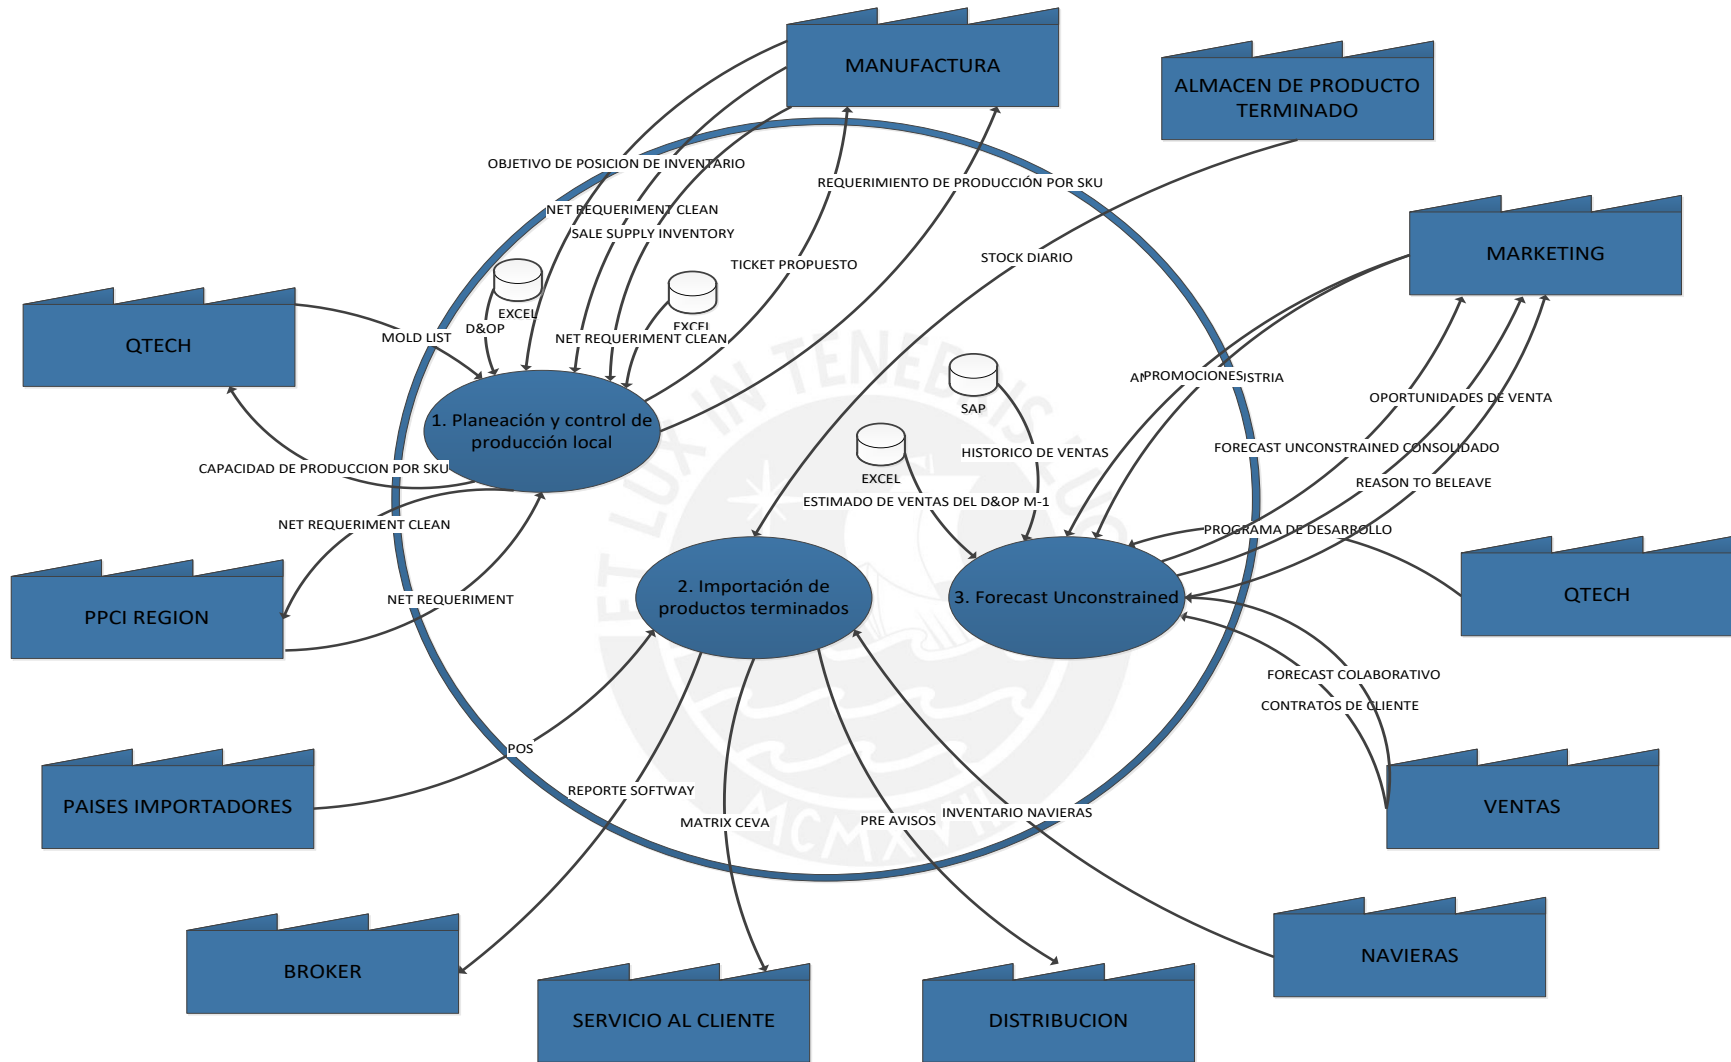 MANUFACTURA
ALMACEN DE PRODUCTO
TERMINADO
OBJETIVO DE POSICION DE INVENTARIO
REQUERIMIENTO DE PRODUCCIÓN POR SKU
NET REQUERIMENT CLEAN
SALE SUPPLY INVENTORY
MARKETING
TICKET PROPUESTO
STOCK DIARIO
EXCEL
EXCEL
D&OP
MOLD LIST
NET REQUERIMENT CLEAN
QTECH
PROMOCIONES
OPORTUNIDADES DE VENTA
SAP
1. Planeación y control de
producción local
FORECAST UNCONSTRAINED CONSOLIDADO
HISTORICO DE VENTAS
CAPACIDAD DE PRODUCCION POR SKU
EXCEL
REASON TO BELEAVE
ESTIMADO DE VENTAS DEL D&OP M-1
NET REQUERIMENT CLEAN
PROGRAMA DE DESARROLLO
ET LUX IN TENEBRIS
2. Importación de
productos terminados
3. Forecast Unconstrained
QTECH
NET REQUERIMENT
PPCI REGION
FORECAST COLABORATIVO
CONTRATOS DE CLIENTE
POS
REPORTE SOFTWAY
PAISES IMPORTADORES
VENTAS
MATRIX CEVA
PRE AVISOS
INVENTARIO NAVIERAS
NAVIERAS
BROKER
SERVICIO AL CLIENTE
DISTRIBUCION